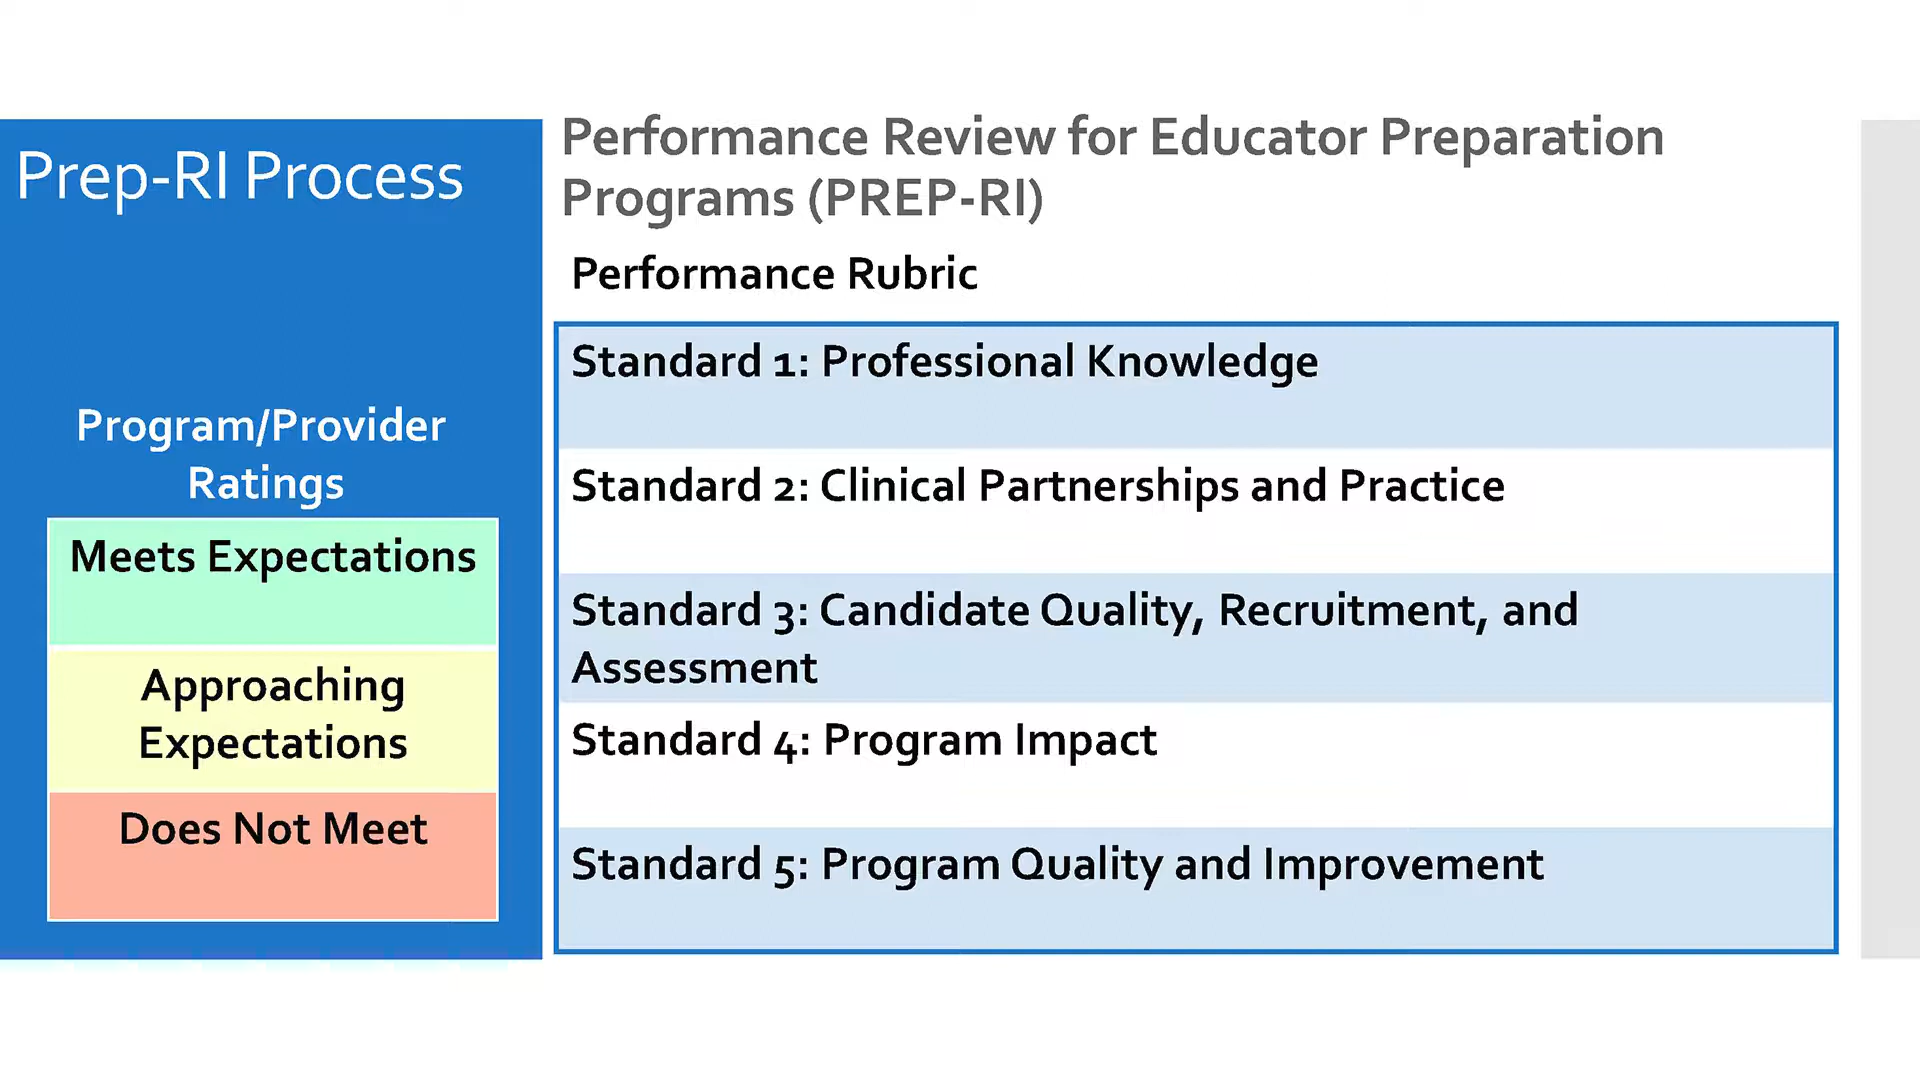 Prep-RI Process
Program/Provider
Ratings
Meets Expectations
Approaching
Expectations
Does Not Meet
Performance Review for Educator Preparation
Programs (PREP-RI)
Performance Rubric
Standard 1: Professional Knowledge
Standard 2: Clinical Partnerships and Practice
Standard 3: Candidate Quality, Recruitment, and
Assessment
Standard 4: Program Impact
Standard 5: Program Quality and Improvement